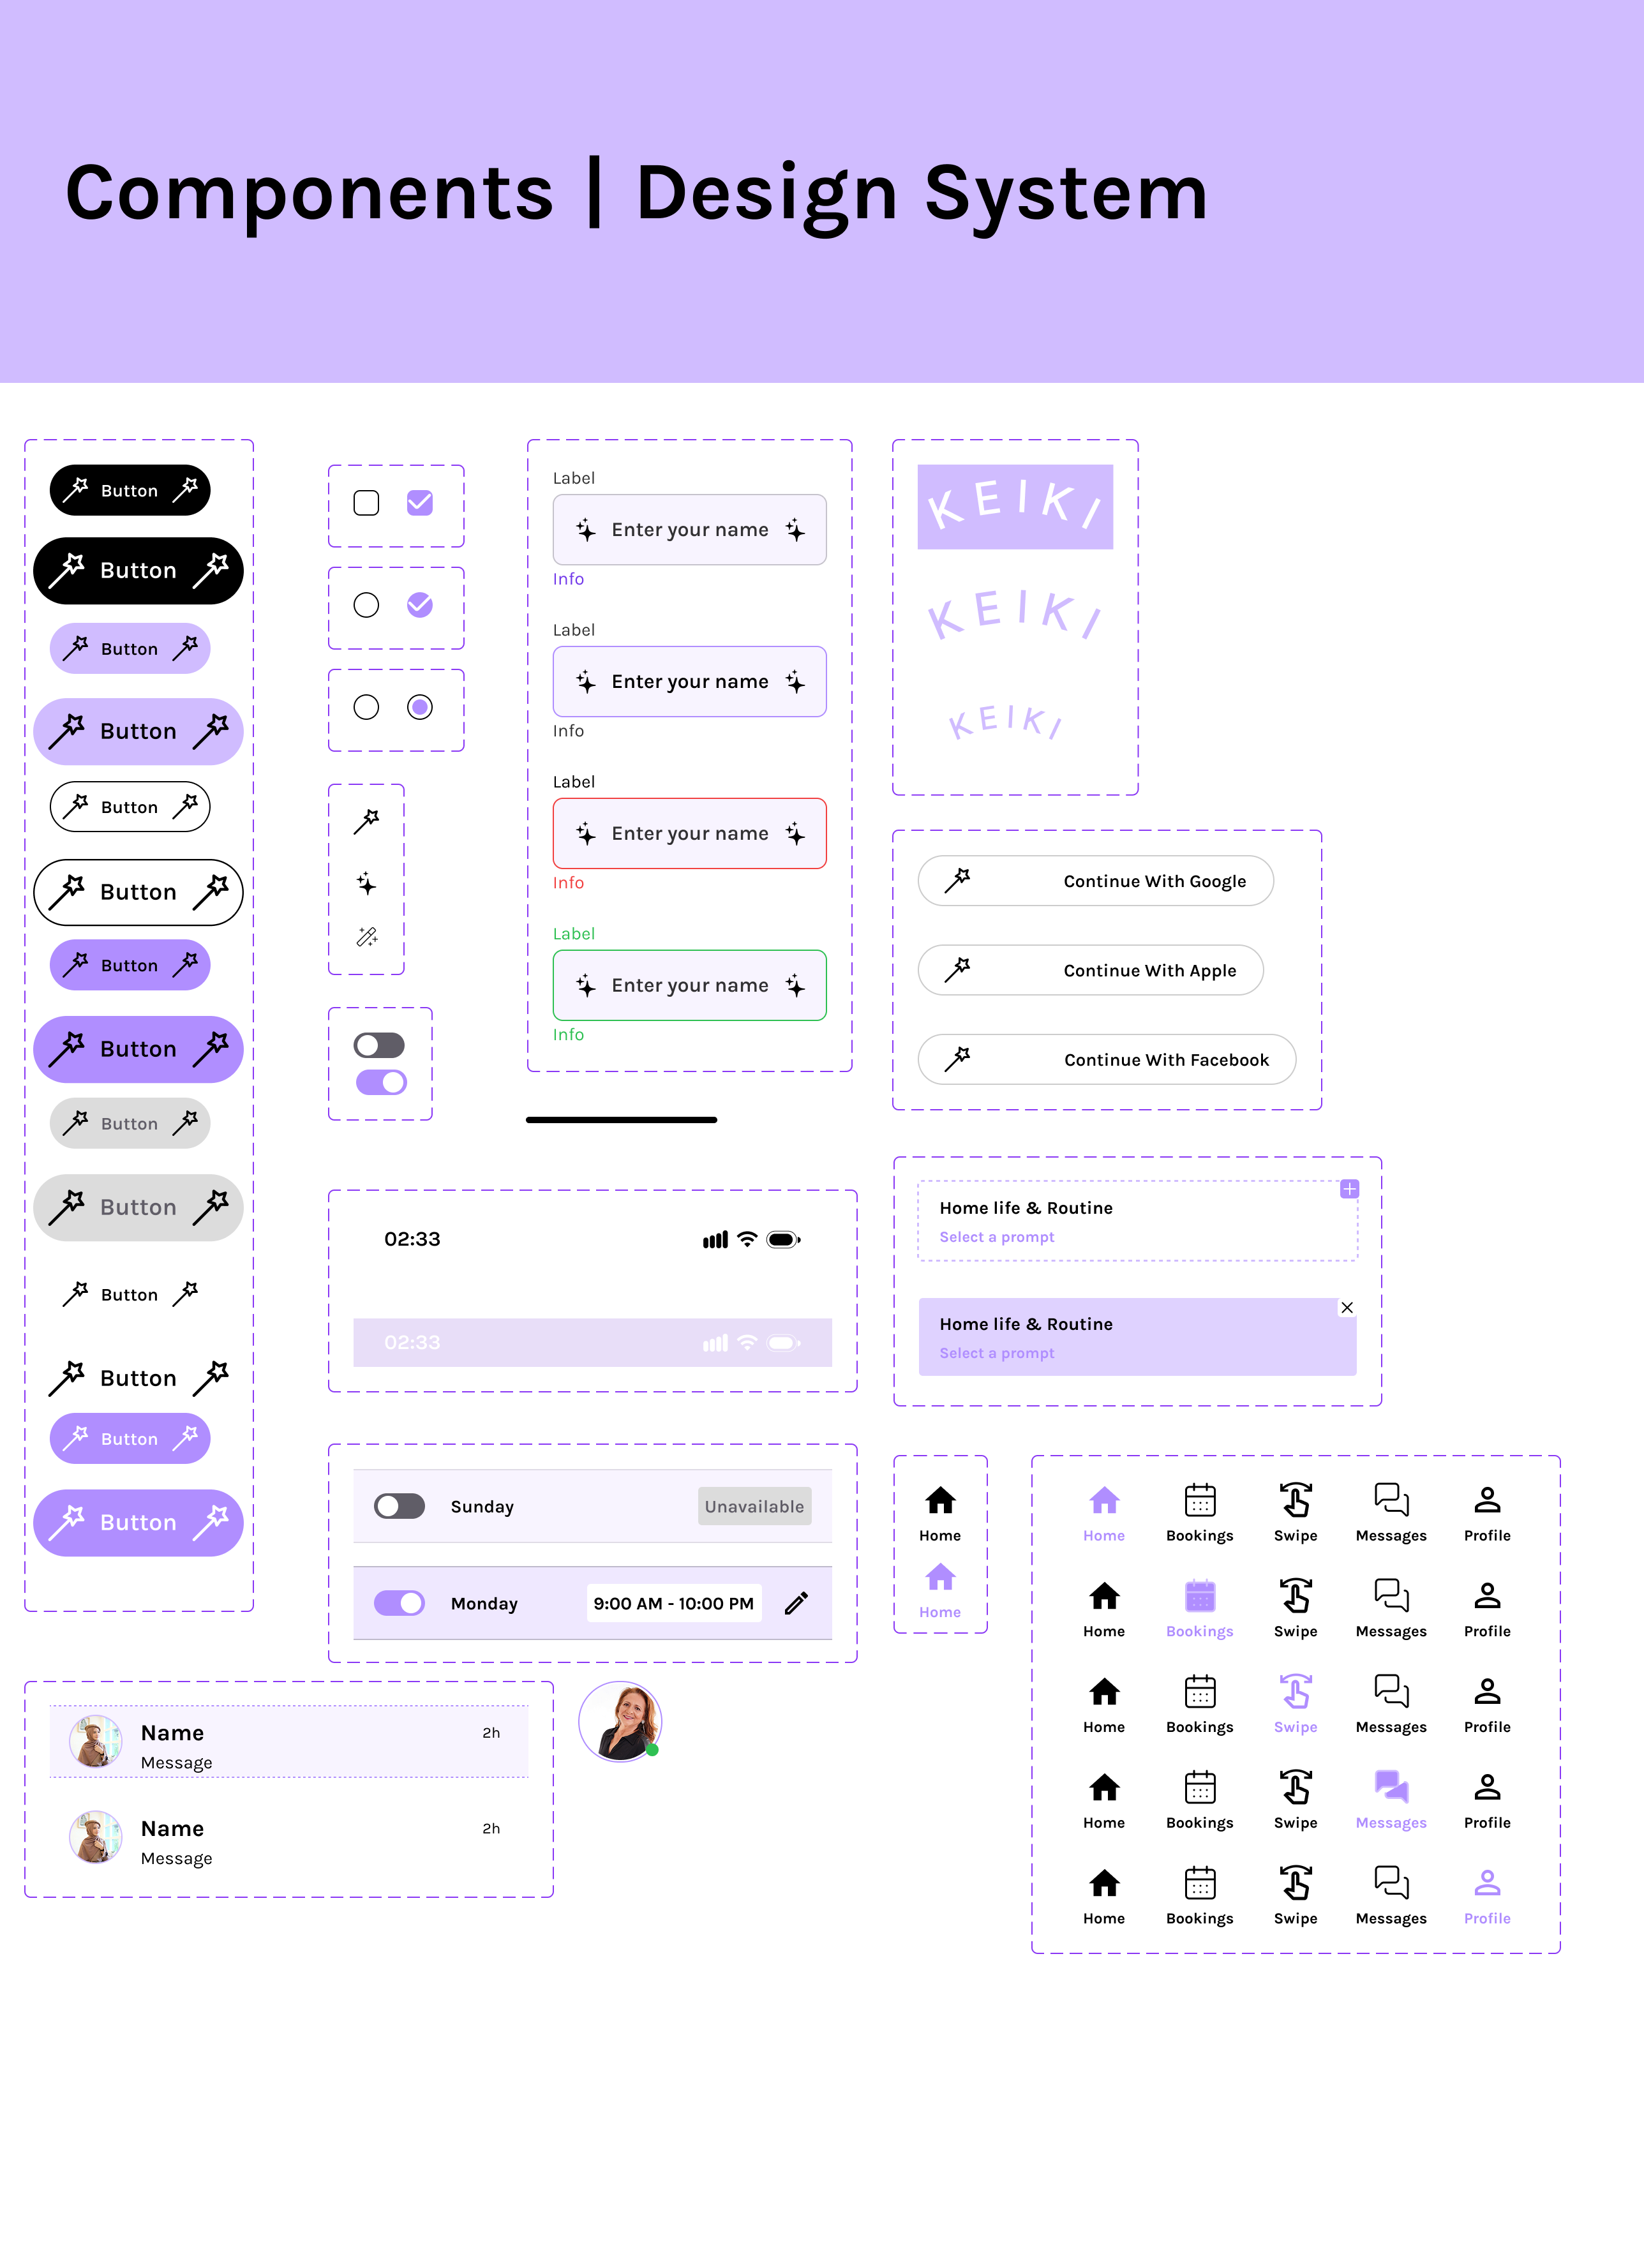 Components | Design System
Button
Button
Button
Button
Button
Button
Button
Button
Button
Button
Button
Button
Button
Button
Label
Enter your name
Info
Label
Enter your name
Info
Label
Enter your name
Info
Label
Enter your name
Info
KEIKI
KEIKI
KEIKI
Continue With Google
Continue With Apple
Continue With Facebook
02:33
02:33
Home life & Routine
Select a prompt
Home life & Routine
Select a prompt
Sunday Unavailable
Monday 9:00 AM - 10:00 PM
Home
Home
Home Bookings Swipe Messages Profile
Home Bookings Swipe Messages Profile
Home Bookings Swipe Messages Profile
Home Bookings Swipe Messages Profile
Home Bookings Swipe Messages Profile
Name 2h
Message
Name 2h
Message